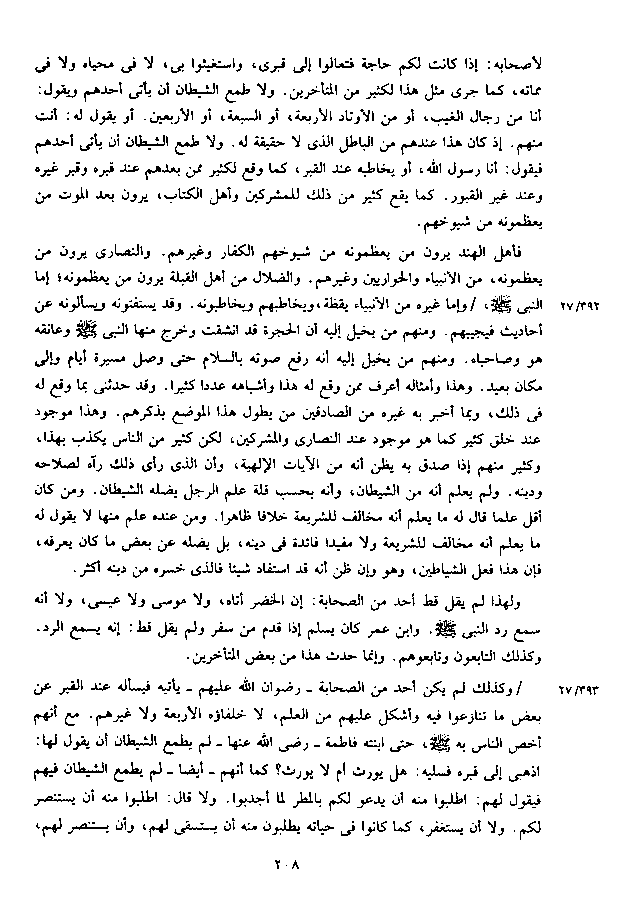 لأصحابه: إذا كانت لكم حاجة فتعالوا إلى قبرى، واستغيثوا بى، لا فى محياه ولا فى
مماته، كما جرى مثل هذا لكثير من المتأخرين. ولا طمع الشيطان أن يأتى أحدهم ويقول:
أنا من رجال الغيب، أو من الأوتاد الأربعة، أو السبعة، أو الأربعين. أو يقول له: أنت
منهم. إذ كان هذا عندهم من الباطل الذى لا حقيقة له. ولا طمع الشيطان أن يأتى أحدهم
فيقول: أنا رسول الله، أو يخاطبه عند القبر، كما وقع لكثير ممن بعدهم عند قبره وقبر غيره
وعند غير القبور. كما يقع كثير من ذلك للمشركين وأهل الكتاب، يرون بعد الموت من
يعظمونه من شيوخهم.
فأهل الهند يرون من يعظمونه من شيوخهم الكفار وغيرهم. والنصارى يرون من
يعظمونه، من الأنبياء والحواريين وغيرهم. والضلال من أهل القبلة يرون من يعظمونه؛ إما
٢٧/٣٩٢ النبى ﷺ، / وإما غيره من الأنبياء يقظة، ويخاطبهم ويخاطبونه. وقد يستفتونه ويسألونه عن
أحاديث فيجيبهم. ومنهم من يخيل إليه أن الحجرة قد انشقت وخرج منها النبى ﷺ وعانقه
هو وصاحباه. ومنهم من يخيل إليه أنه رفع صوته بالسلام حتى وصل مسيرة أيام وإلى
مكان بعيد. وهذا وأمثاله أعرف ممن وقع له هذا وأشباهه عددا كثيرا. وقد حدثنى بما وقع له
فى ذلك، وبما أخبر به غيره من الصادقين من يطول هذا الموضع بذكرهم. وهذا موجود
عند خلق كثير كما هو موجود عند النصارى والمشركين، لكن كثير من الناس يكذب بهذا،
وكثير منهم إذا صدق به يظن أنه من الآيات الإلهية، وأن الذى رأى ذلك رآه لصلاحه
ودينه. ولم يعلم أنه من الشيطان، وأنه بحسب قلة علم الرجل يضله الشيطان. ومن كان
أقل علما قال له ما يعلم أنه مخالف للشريعة خلافا ظاهرا. ومن عنده علم منها لا يقول له
ما يعلم أنه مخالف للشريعة ولا مفيدا فائدة فى دينه، بل يضله عن بعض ما كان يعرفه،
فإن هذا فعل الشياطين، وهو وإن ظن أنه قد استفاد شيئا فالذى خسره من دينه أكثر.
ولهذا لم يقل قط أحد من الصحابة: إن الخضر أتاه، ولا موسى ولا عيسى، ولا أنه
سمع رد النبى ﷺ. وابن عمر كان يسلم إذا قدم من سفر ولم يقل قط: إنه يسمع الرد.
وكذلك التابعون وتابعوهم. وإنما حدث هذا من بعض المتأخرين.
٢٧/٣٩٣ / وكذلك لم يكن أحد من الصحابة ـ رضوان الله عليهم ـ يأتيه فيسأله عند القبر عن
بعض ما تنازعوا فيه وأشكل عليهم من العلم، لا خلفاؤه الأربعة ولا غيرهم. مع أنهم
أخص الناس به ﷺ، حتى ابنته فاطمة ـ رضى الله عنها ـ لم يطمع الشيطان أن يقول لها:
اذهبى إلى قبره فسليه: هل يورث أم لا يورث؟ كما أنهم ـ أيضا ـ لم يطمع الشيطان فيهم
فيقول لهم: اطلبوا منه أن يدعو لكم بالمطر لما أجدبوا. ولا قال: اطلبوا منه أن يستنصر
لكم. ولا أن يستغفر، كما كانوا فى حياته يطلبون منه أن يستسقى لهم، وأن يستنصر لهم،
٢٠٨